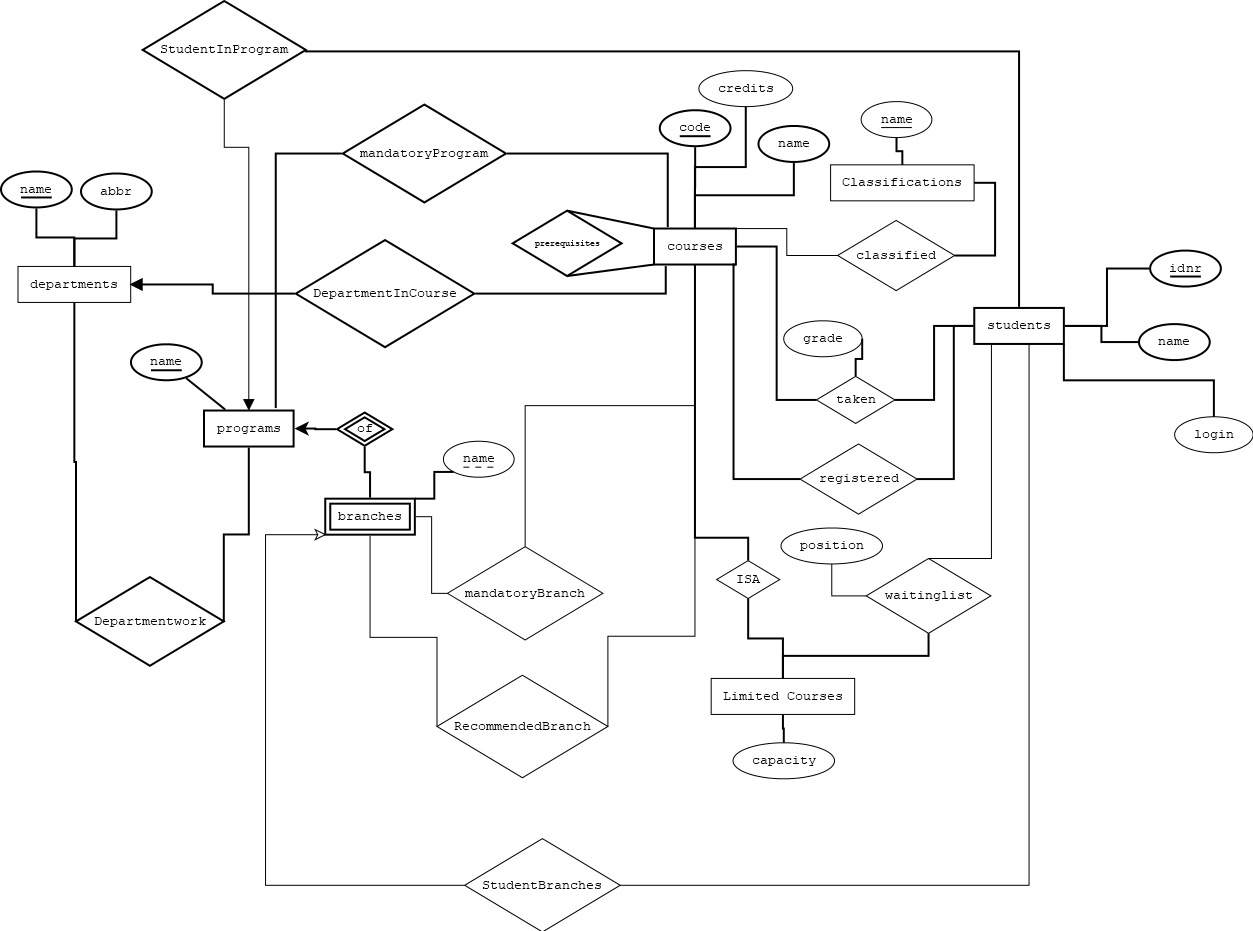 StudentInProgram
credits
code
name
name
mandatoryProgram
Classifications
name
abbr
prerequisites
courses
classified
departments
DepartmentInCourse
idnr
students
grade
name
name
taken
programs
of
login
name
registered
branches
position
ISA
mandatoryBranch
waitinglist
Departmentwork
Limited Courses
RecommendedBranch
capacity
StudentBranches